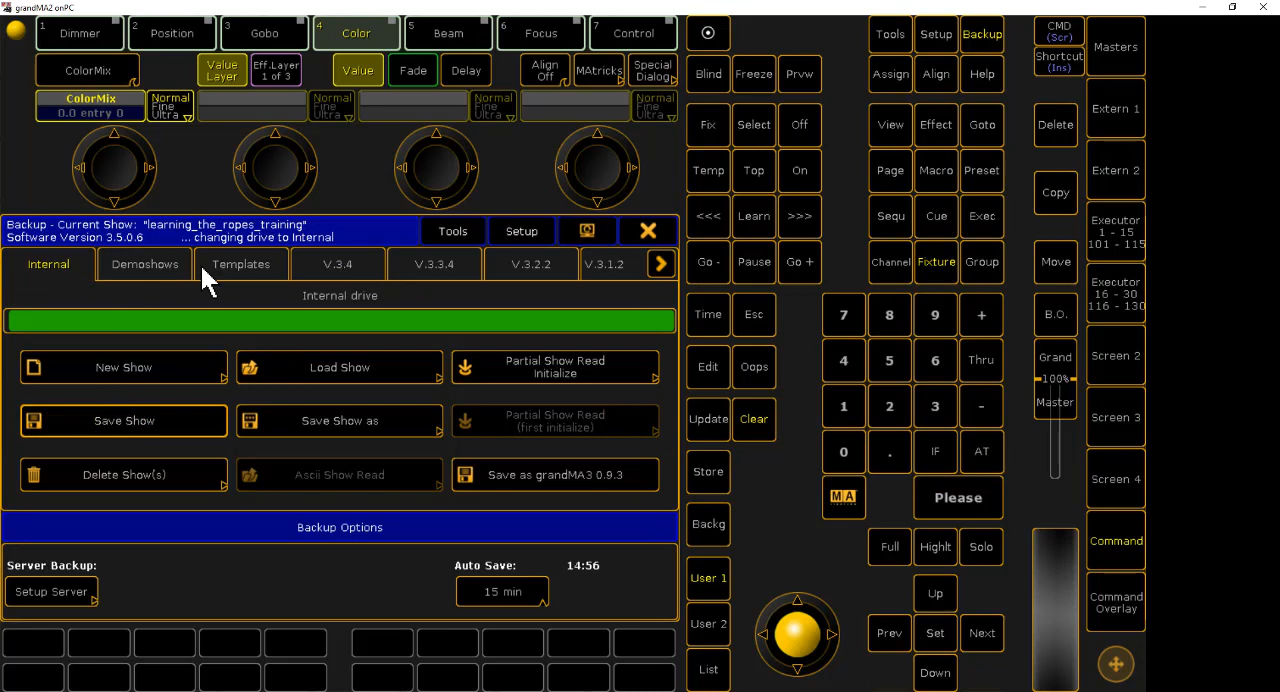 grandMA2 onPC
1 Dimmer
2 Position
3 Gobo
4 Color
5 Beam
6 Focus
7 Control
ColorMix
Value Layer
Eff.Layer 1 of 3
Value
Fade
Delay
Align Off
MAtricks
Special Dialog
ColorMix
0.0 entry 0
Normal Fine Ultra
Normal Fine Ultra
Normal Fine Ultra
Normal Fine Ultra
Backup - Current Show: "learning_the_ropes_training"
Software Version 3.5.0.6 ... changing drive to Internal
Tools
Setup
Internal
Demoshows
Templates
V.3.4
V.3.3.4
V.3.2.2
V.3.1.2
Internal drive
New Show
Load Show
Partial Show Read
Initialize
Save Show
Save Show as
Partial Show Read
(first initialize)
Delete Show(s)
Ascii Show Read
Save as grandMA3 0.9.3
Backup Options
Server Backup:
Auto Save: 14:56
Setup Server
15 min
Tools
Setup
Backup
Blind
Freeze
Prvw
Assign
Align
Help
Fix
Select
Off
View
Effect
Goto
Temp
Top
On
Page
Macro
Preset
<<<
Learn
>>>
Sequ
Cue
Exec
Go -
Pause
Go +
Channel
Fixture
Group
Time
Esc
7
8
9
+
Edit
Oops
4
5
6
Thru
Update
Clear
1
2
3
-
Store
0
.
IF
AT
MA
Please
Backg
Full
Highlt
Solo
User 1
Up
User 2
Prev
Set
Next
List
Down
CMD
(Scr)
Shortcut
(Ins)
Delete
Copy
Move
B.O.
Grand
100%
Master
Masters
Extern 1
Extern 2
Executor
1 - 15
101 - 115
Executor
16 - 30
116 - 130
Screen 2
Screen 3
Screen 4
Command
Command
Overlay